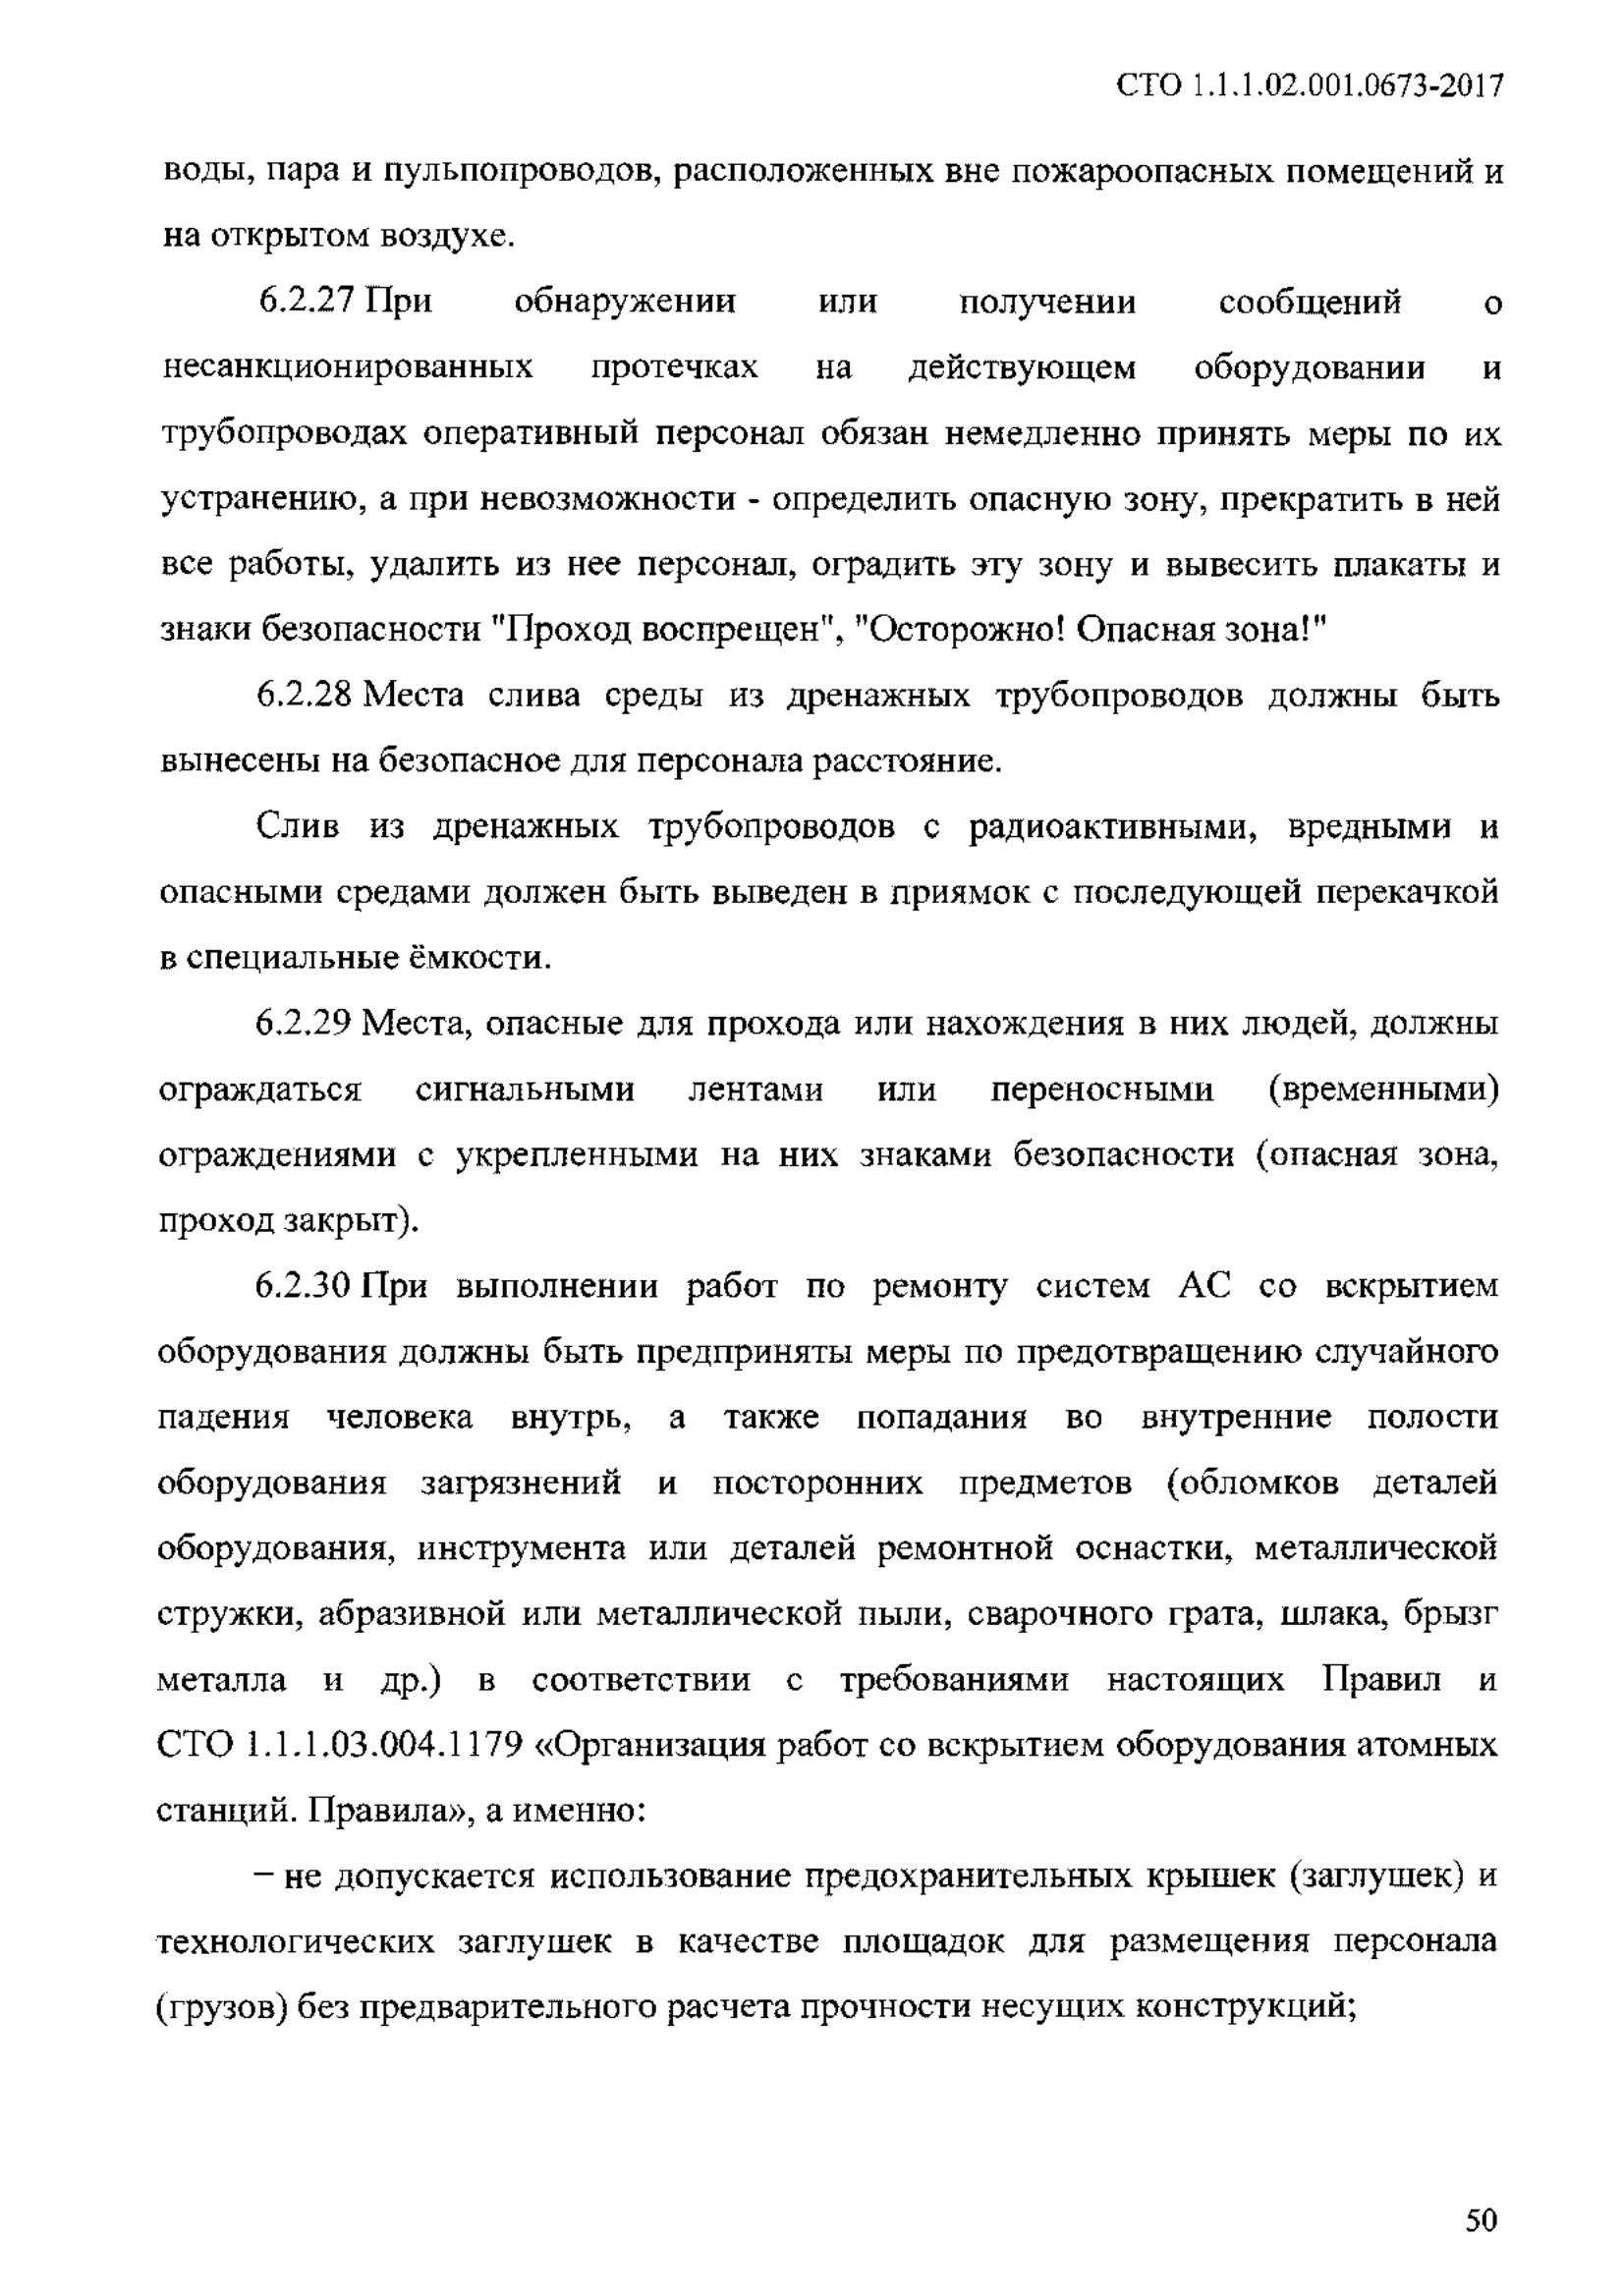 СТО 1.1.1.02.001.0673-2017
воды, пара и пульпопроводов, расположенных вне пожароопасных помещений и
на открытом воздухе.
6.2.27 При обнаружении или получении сообщений о
несанкционированных протечках на действующем оборудовании и
трубопроводах оперативный персонал обязан немедленно принять меры по их
устранению, а при невозможности - определить опасную зону, прекратить в ней
все работы, удалить из нее персонал, оградить эту зону и вывесить плакаты и
знаки безопасности "Проход воспрещен", "Осторожно! Опасная зона!"
6.2.28 Места слива среды из дренажных трубопроводов должны быть
вынесены на безопасное для персонала расстояние.
Слив из дренажных трубопроводов с радиоактивными, вредными и
опасными средами должен быть выведен в приямок с последующей перекачкой
в специальные ёмкости.
6.2.29 Места, опасные для прохода или нахождения в них людей, должны
ограждаться сигнальными лентами или переносными (временными)
ограждениями с укрепленными на них знаками безопасности (опасная зона,
проход закрыт).
6.2.30 При выполнении работ по ремонту систем АС со вскрытием
оборудования должны быть предприняты меры по предотвращению случайного
падения человека внутрь, а также попадания во внутренние полости
оборудования загрязнений и посторонних предметов (обломков деталей
оборудования, инструмента или деталей ремонтной оснастки, металлической
стружки, абразивной или металлической пыли, сварочного грата, шлака, брызг
металла и др.) в соответствии с требованиями настоящих Правил и
СТО 1.1.1.03.004.1179 «Организация работ со вскрытием оборудования атомных
станций. Правила», а именно:
– не допускается использование предохранительных крышек (заглушек) и
технологических заглушек в качестве площадок для размещения персонала
(грузов) без предварительного расчета прочности несущих конструкций;
50